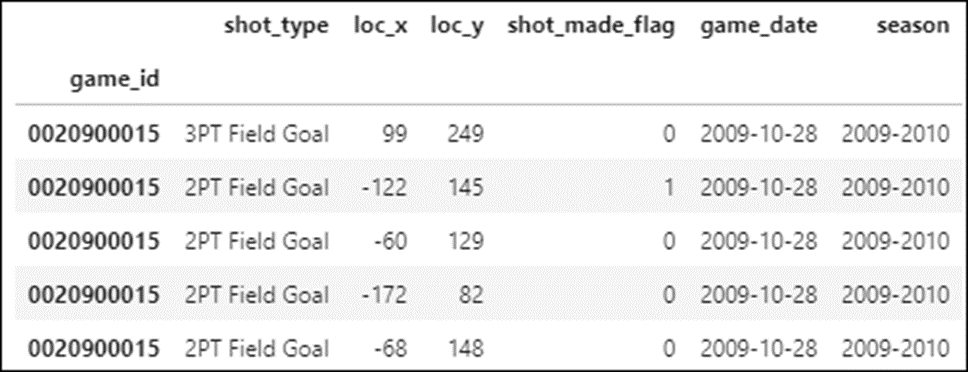 shot_type loc_x loc_y shot_made_flag game_date season
game_id
0020900015 3PT Field Goal 99 249 0 2009-10-28 2009-2010
0020900015 2PT Field Goal -122 145 1 2009-10-28 2009-2010
0020900015 2PT Field Goal -60 129 0 2009-10-28 2009-2010
0020900015 2PT Field Goal -172 82 0 2009-10-28 2009-2010
0020900015 2PT Field Goal -68 148 0 2009-10-28 2009-2010